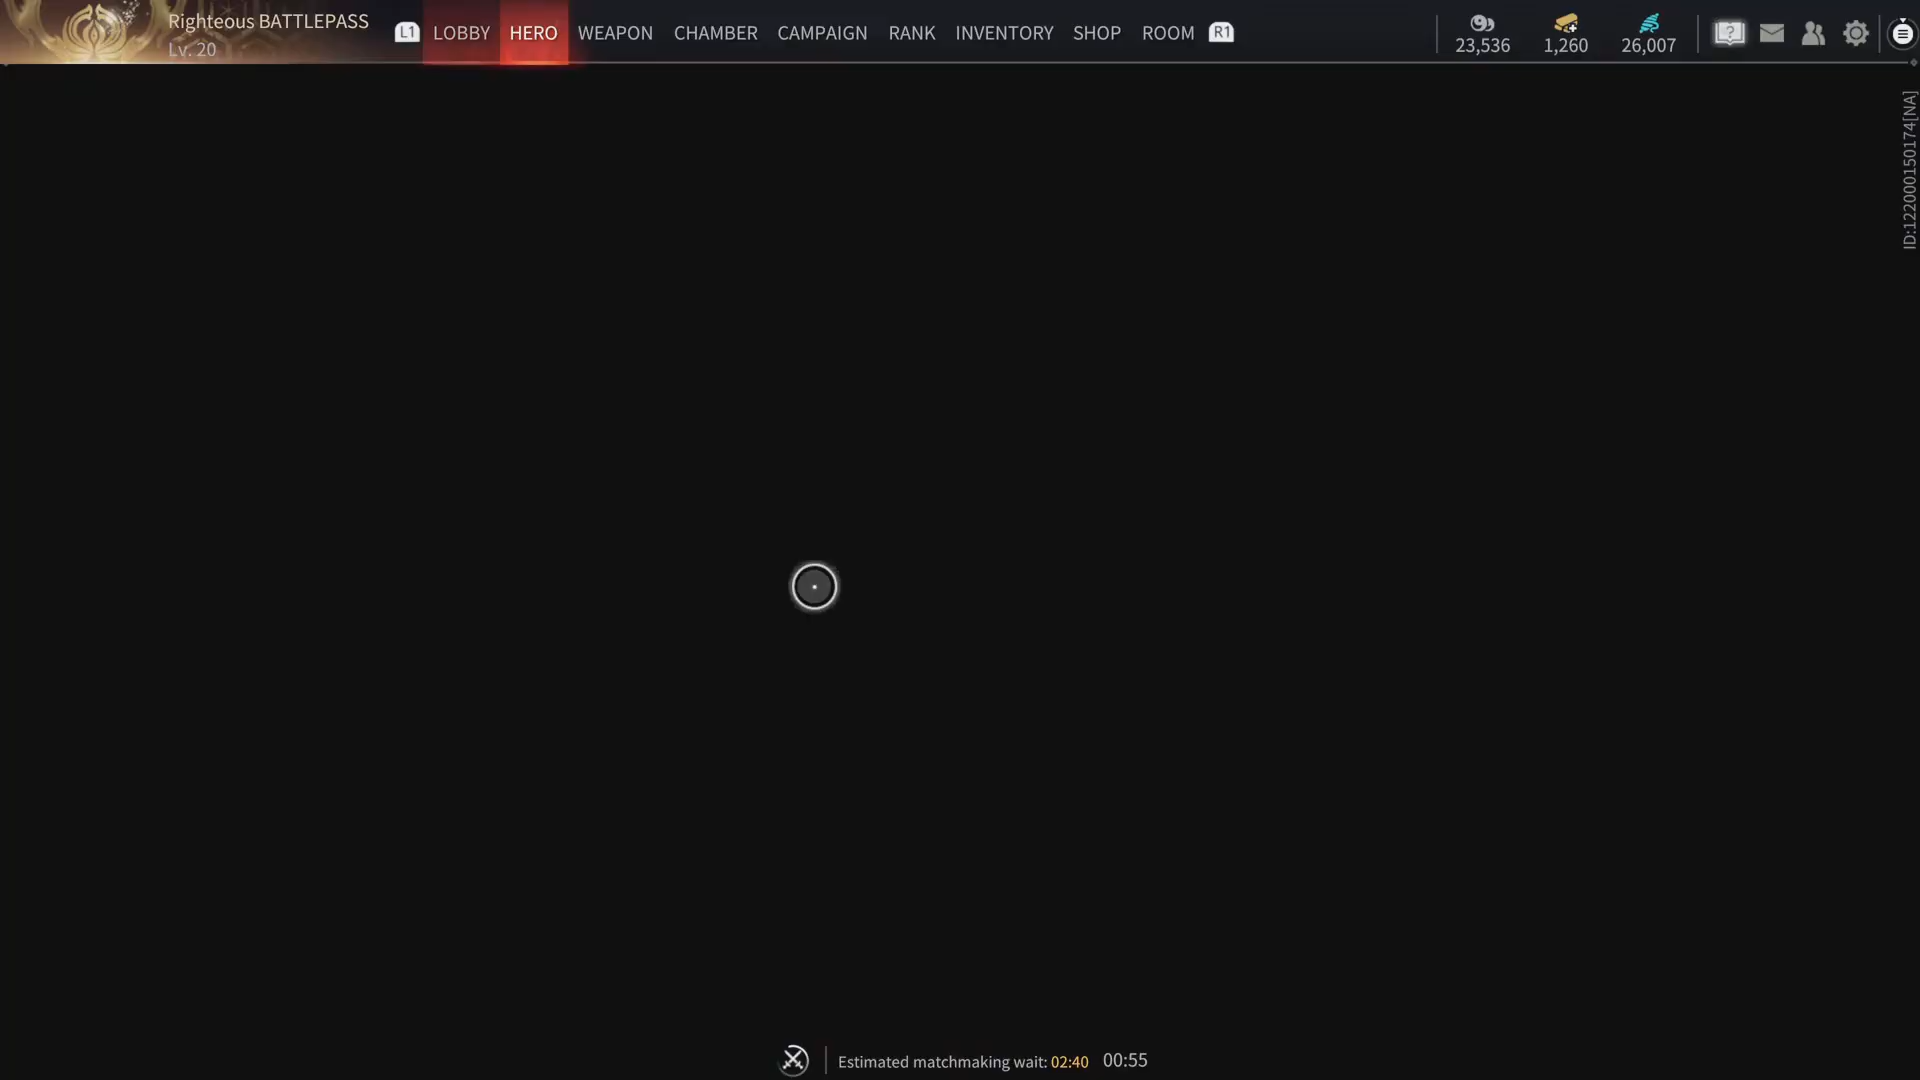 Righteous BATTLEPASS
Lv. 20
L1 LOBBY HERO WEAPON CHAMBER CAMPAIGN RANK INVENTORY SHOP ROOM R1
23,536 1,260 26,007
?
ID:122000150174[NA]
Estimated matchmaking wait: 02:40 00:55